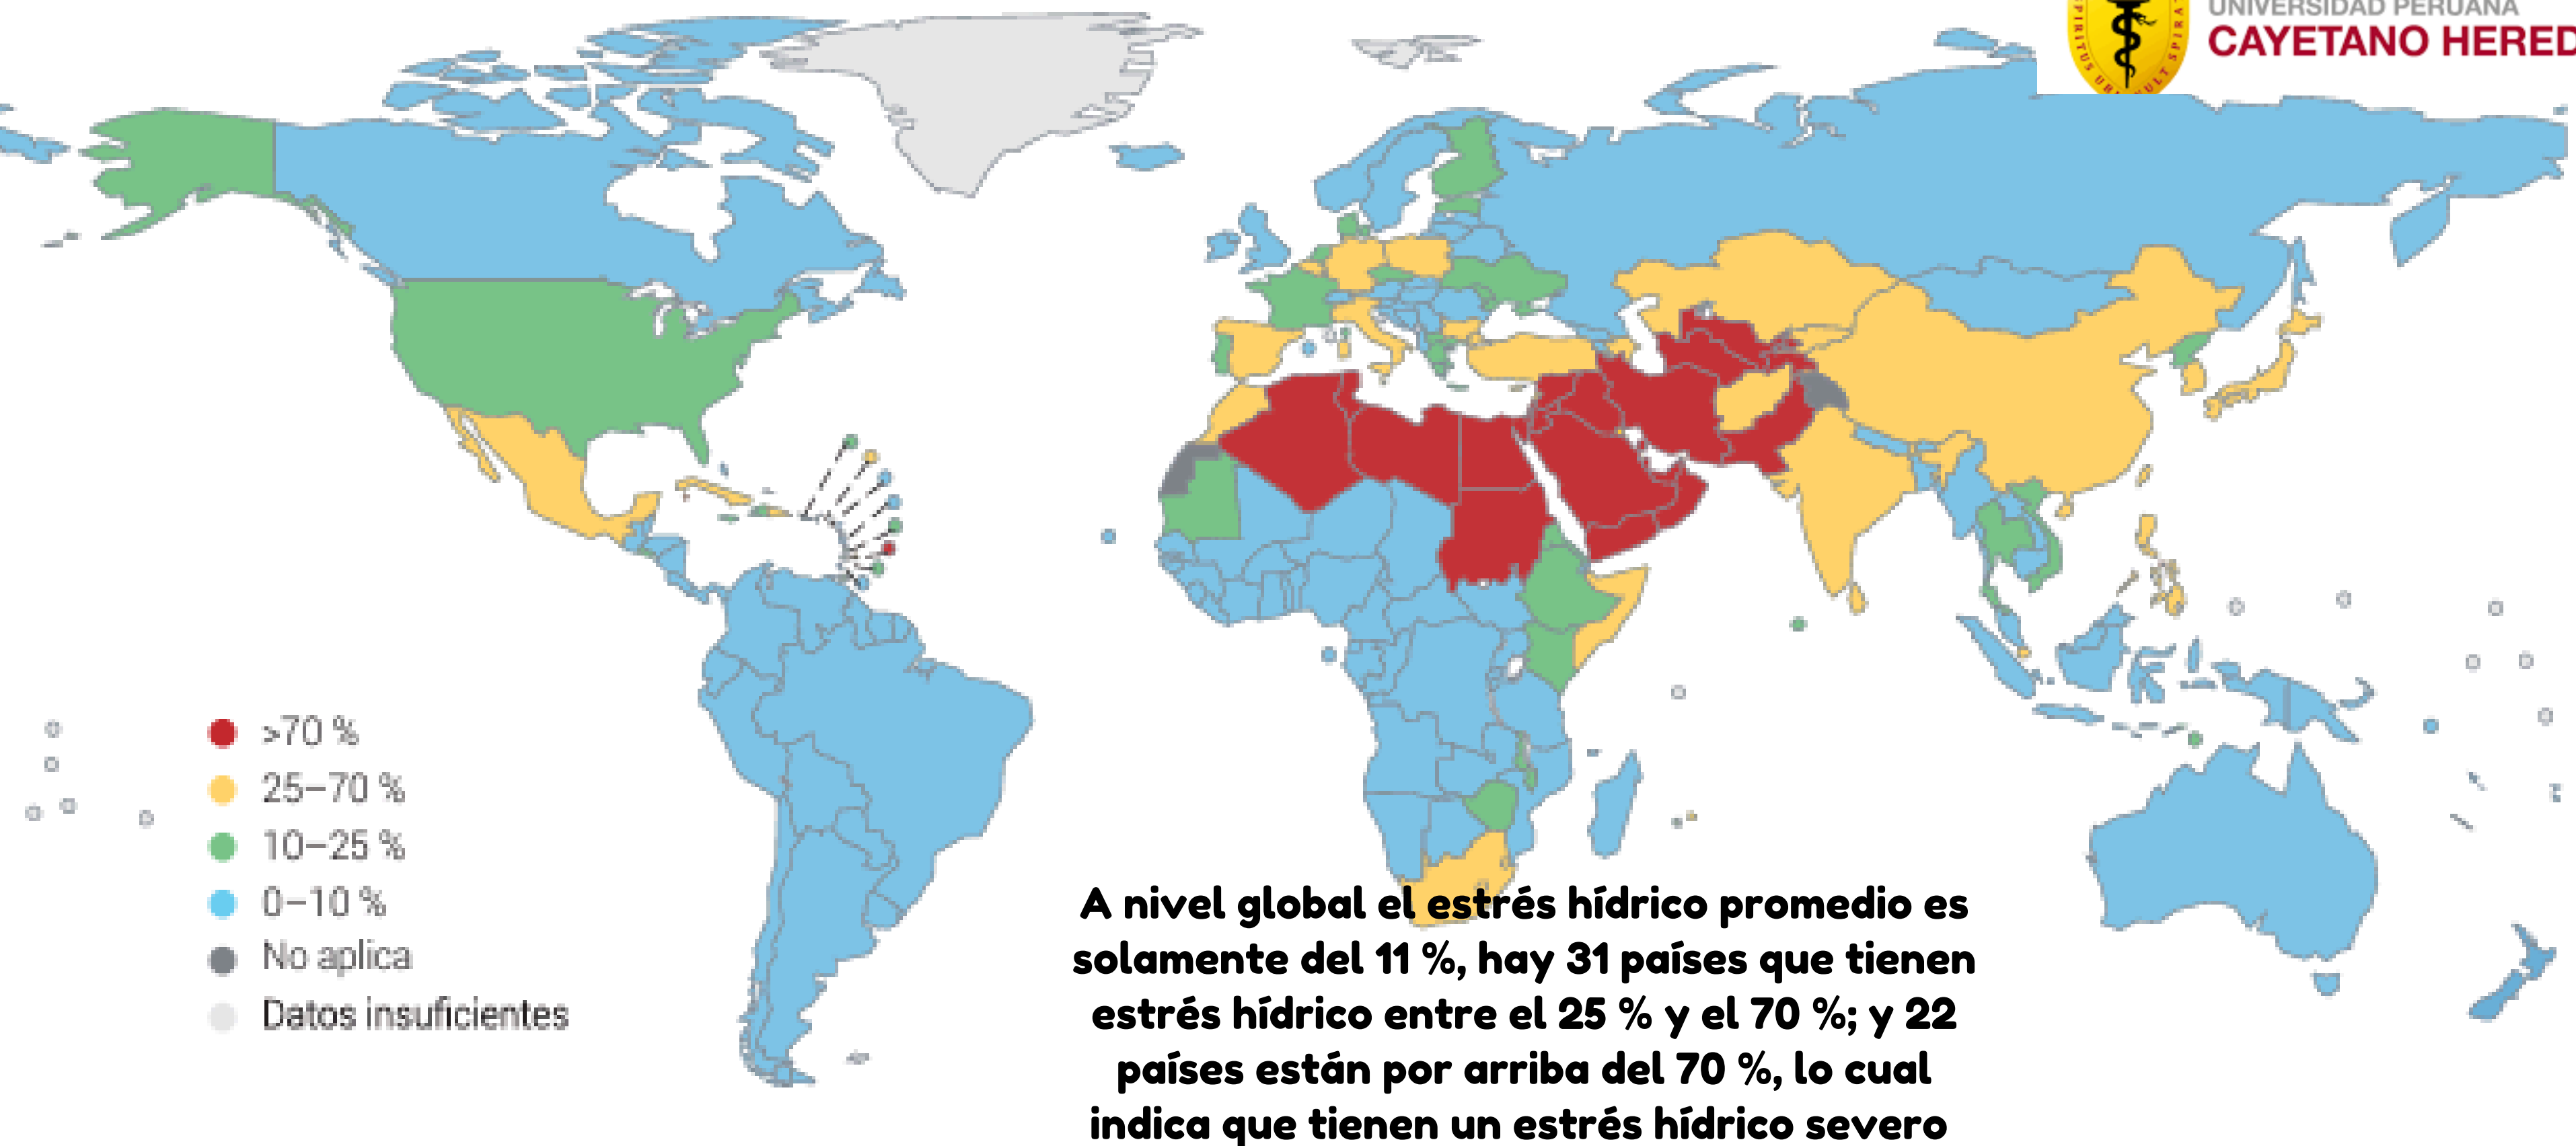 UNIVERSIDAD PERUANA
CAYETANO HERED
>70 %
25–70 %
10–25 %
0–10 %
No aplica
Datos insuficientes
A nivel global el estrés hídrico promedio es
solamente del 11 %, hay 31 países que tienen
estrés hídrico entre el 25 % y el 70 %; y 22
países están por arriba del 70 %, lo cual
indica que tienen un estrés hídrico severo